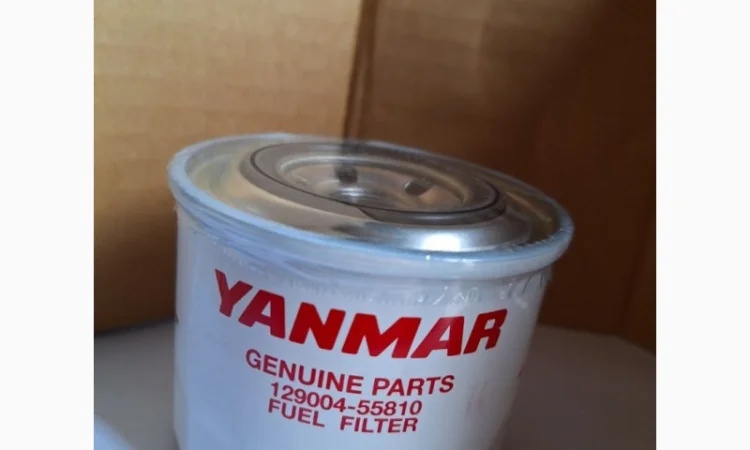 YANMAR
GENUINE PARTS
129004-55810
FUEL FILTER